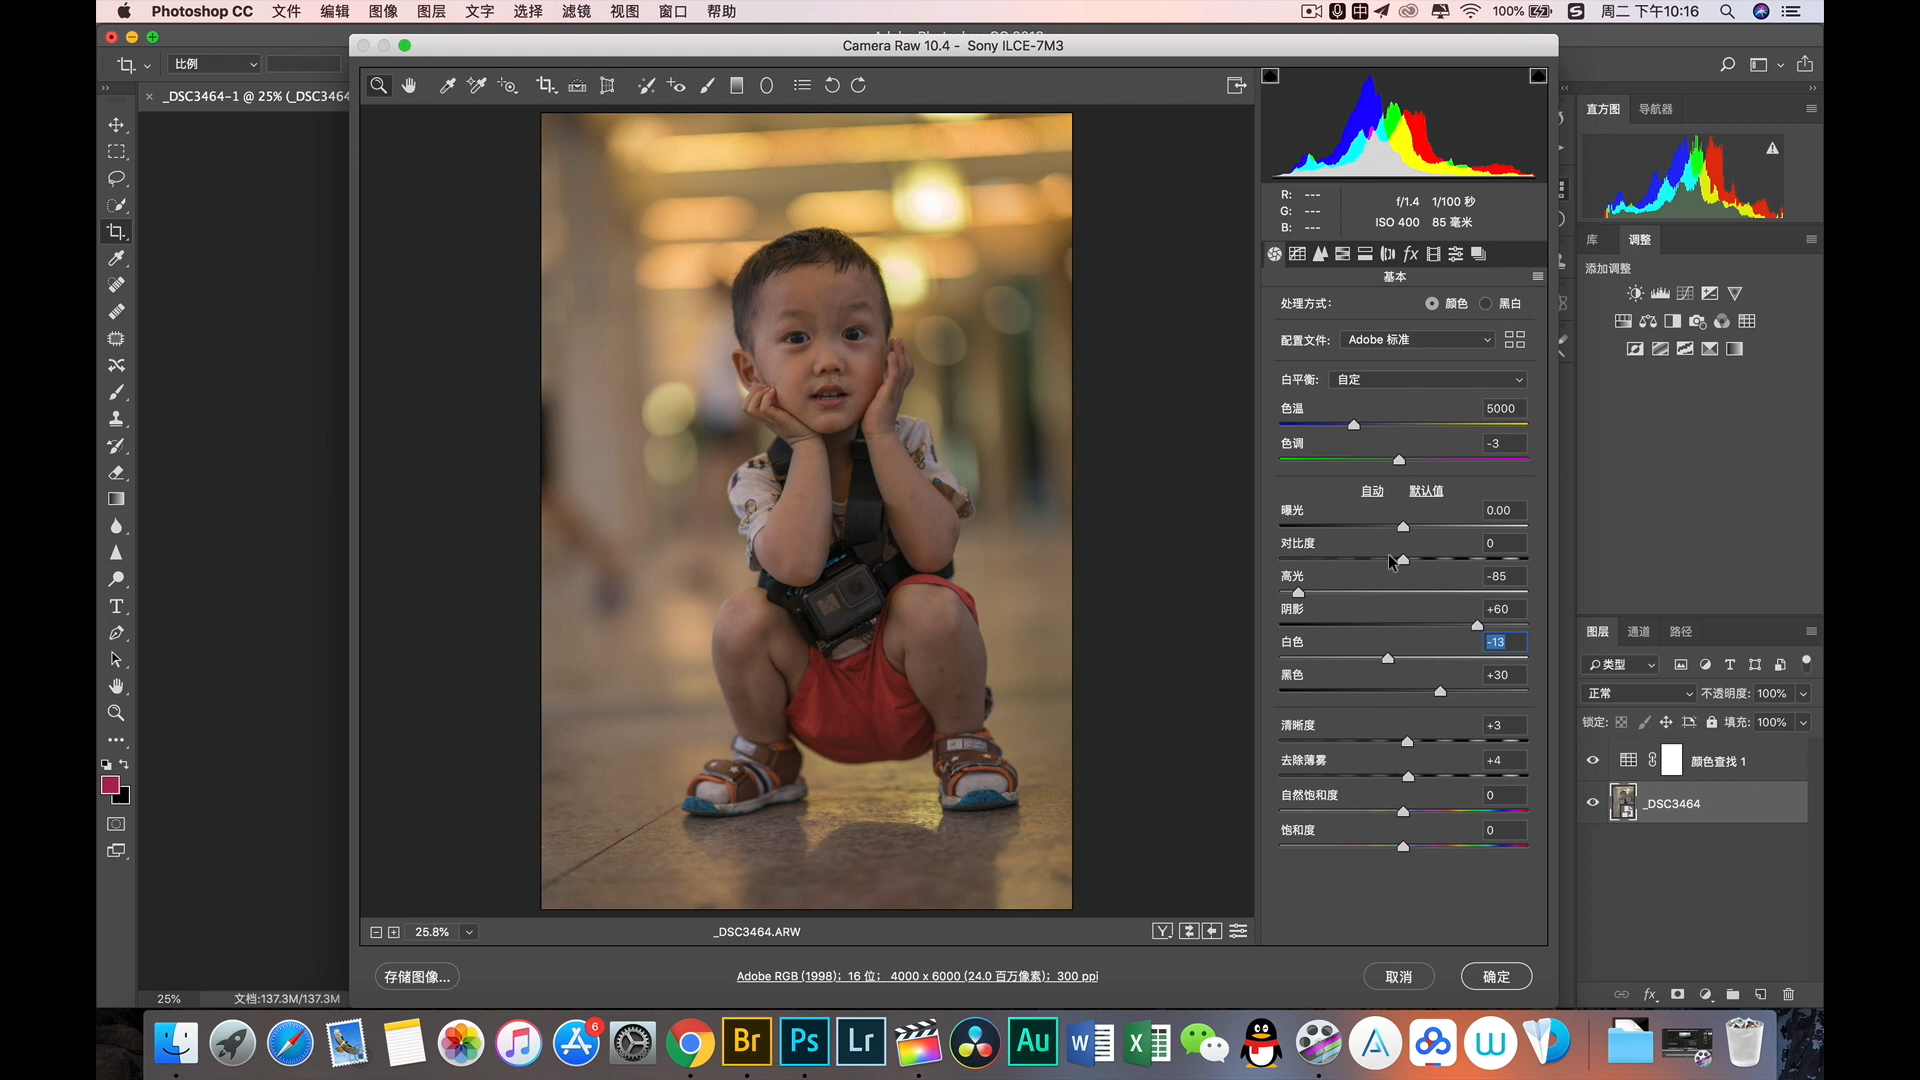 Photoshop CC 文件 编辑 图像 图层 文字 选择 滤镜 视图 窗口 帮助 100% 周二 下午10:16
Camera Raw 10.4 - Sony ILCE-7M3
比例
_DSC3464-1 @ 25% (_DSC3464
直方图 导航器
R: ---
G: ---
B: ---
f/1.4 1/100 秒
ISO 400 85 毫米
基本
处理方式: 颜色 黑白
配置文件: Adobe 标准
白平衡: 自定
色温 5000
色调 -3
自动 默认值
曝光 0.00
对比度 0
高光 -85
阴影 +60
白色 -13
黑色 +30
清晰度 +3
去除薄雾 +4
自然饱和度 0
饱和度 0
库 调整
添加调整
图层 通道 路径
类型
正常 不透明度: 100%
锁定: 填充: 100%
颜色查找 1
_DSC3464
25.8% _DSC3464.ARW
存储图像... Adobe RGB (1998); 16 位; 4000 x 6000 (24.0 百万像素); 300 ppi 取消 确定
25% 文档:137.3M/137.3M
6
Br Ps Lr Au W X